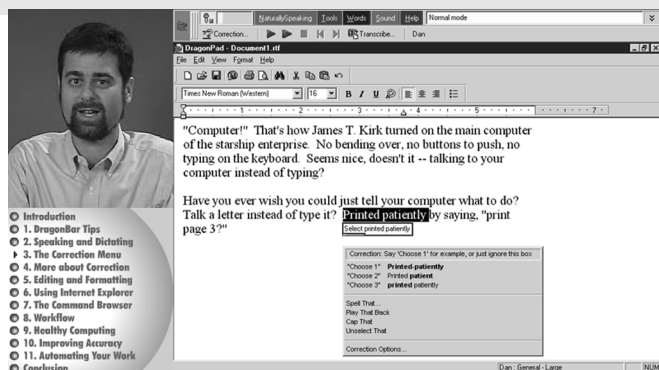 NaturallySpeaking Tools Words Sound Help Normal mode
Correction... Transcribe... Dan
DragonPad - Document1.rtf
File Edit View Format Help
Times New Roman (Western) 16 B I U
1 2 3 4 5 7
"Computer!" That's how James T. Kirk turned on the main computer
of the starship enterprise. No bending over, no buttons to push, no
typing on the keyboard. Seems nice, doesn't it -- talking to your
computer instead of typing?
Have you ever wish you could just tell your computer what to do?
Talk a letter instead of type it? Printed patiently by saying, "print
Select printed patiently
page 3?"
Correction: Say 'Choose 1' for example, or just ignore this box
"Choose 1" Printed-patiently
"Choose 2" Printed patient
"Choose 3" printed patiently
Spell That...
Play That Back
Cap That
Unselect That
Correction Options...
Introduction
1. DragonBar Tips
2. Speaking and Dictating
3. The Correction Menu
4. More about Correction
5. Editing and Formatting
6. Using Internet Explorer
7. The Command Browser
8. Workflow
9. Healthy Computing
10. Improving Accuracy
11. Automating Your Work
Conclusion
Dan : General - Large NUM